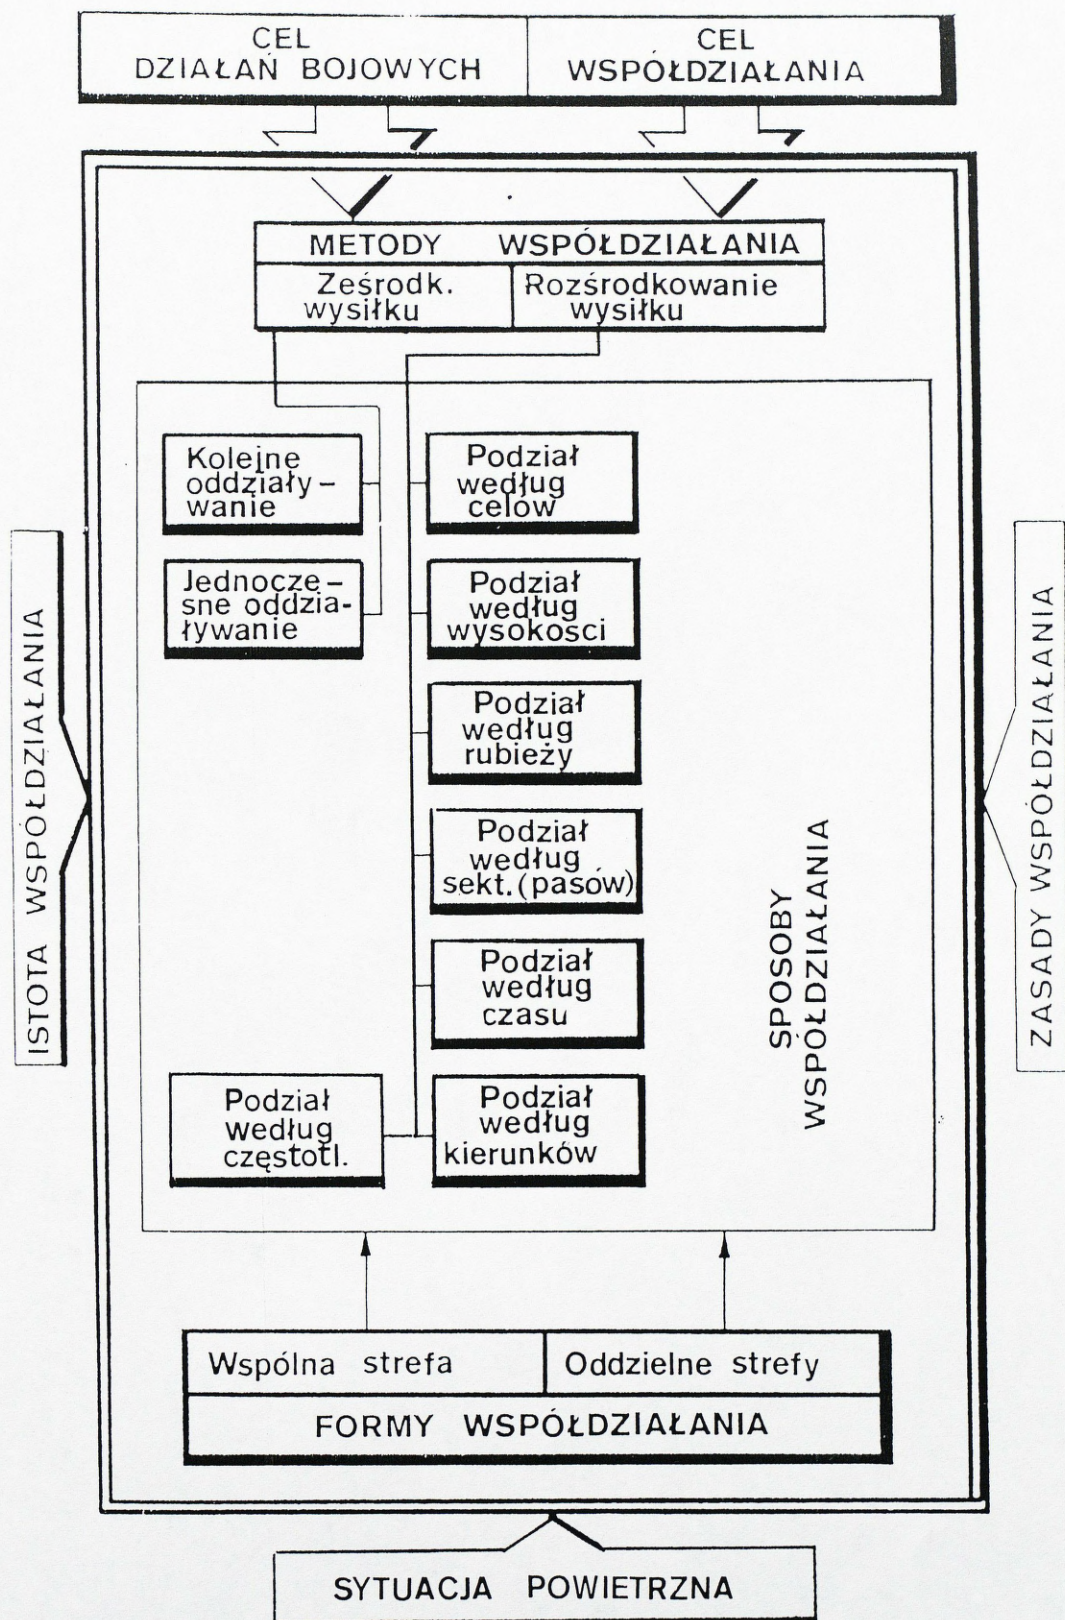 CEL
DZIAŁAŃ BOJOWYCH
CEL
WSPÓŁDZIAŁANIA
METODY WSPÓŁDZIAŁANIA
Ześrodk.
wysiłku
Rozśrodkowanie
wysiłku
Kolejne
oddziały-
wanie
Jednocze-
sne oddzia-
ływanie
Podział
według
celów
Podział
według
wysokosci
Podział
według
rubieży
Podział
według
sekt. (pasów)
Podział
według
czasu
Podział
według
częstotl.
Podział
według
kierunków
SPOSOBY
WSPÓŁDZIAŁANIA
ISTOTA WSPÓŁDZIAŁANIA
ZASADY WSPÓŁDZIAŁANIA
Wspólna strefa
Oddzielne strefy
FORMY WSPÓŁDZIAŁANIA
SYTUACJA POWIETRZNA